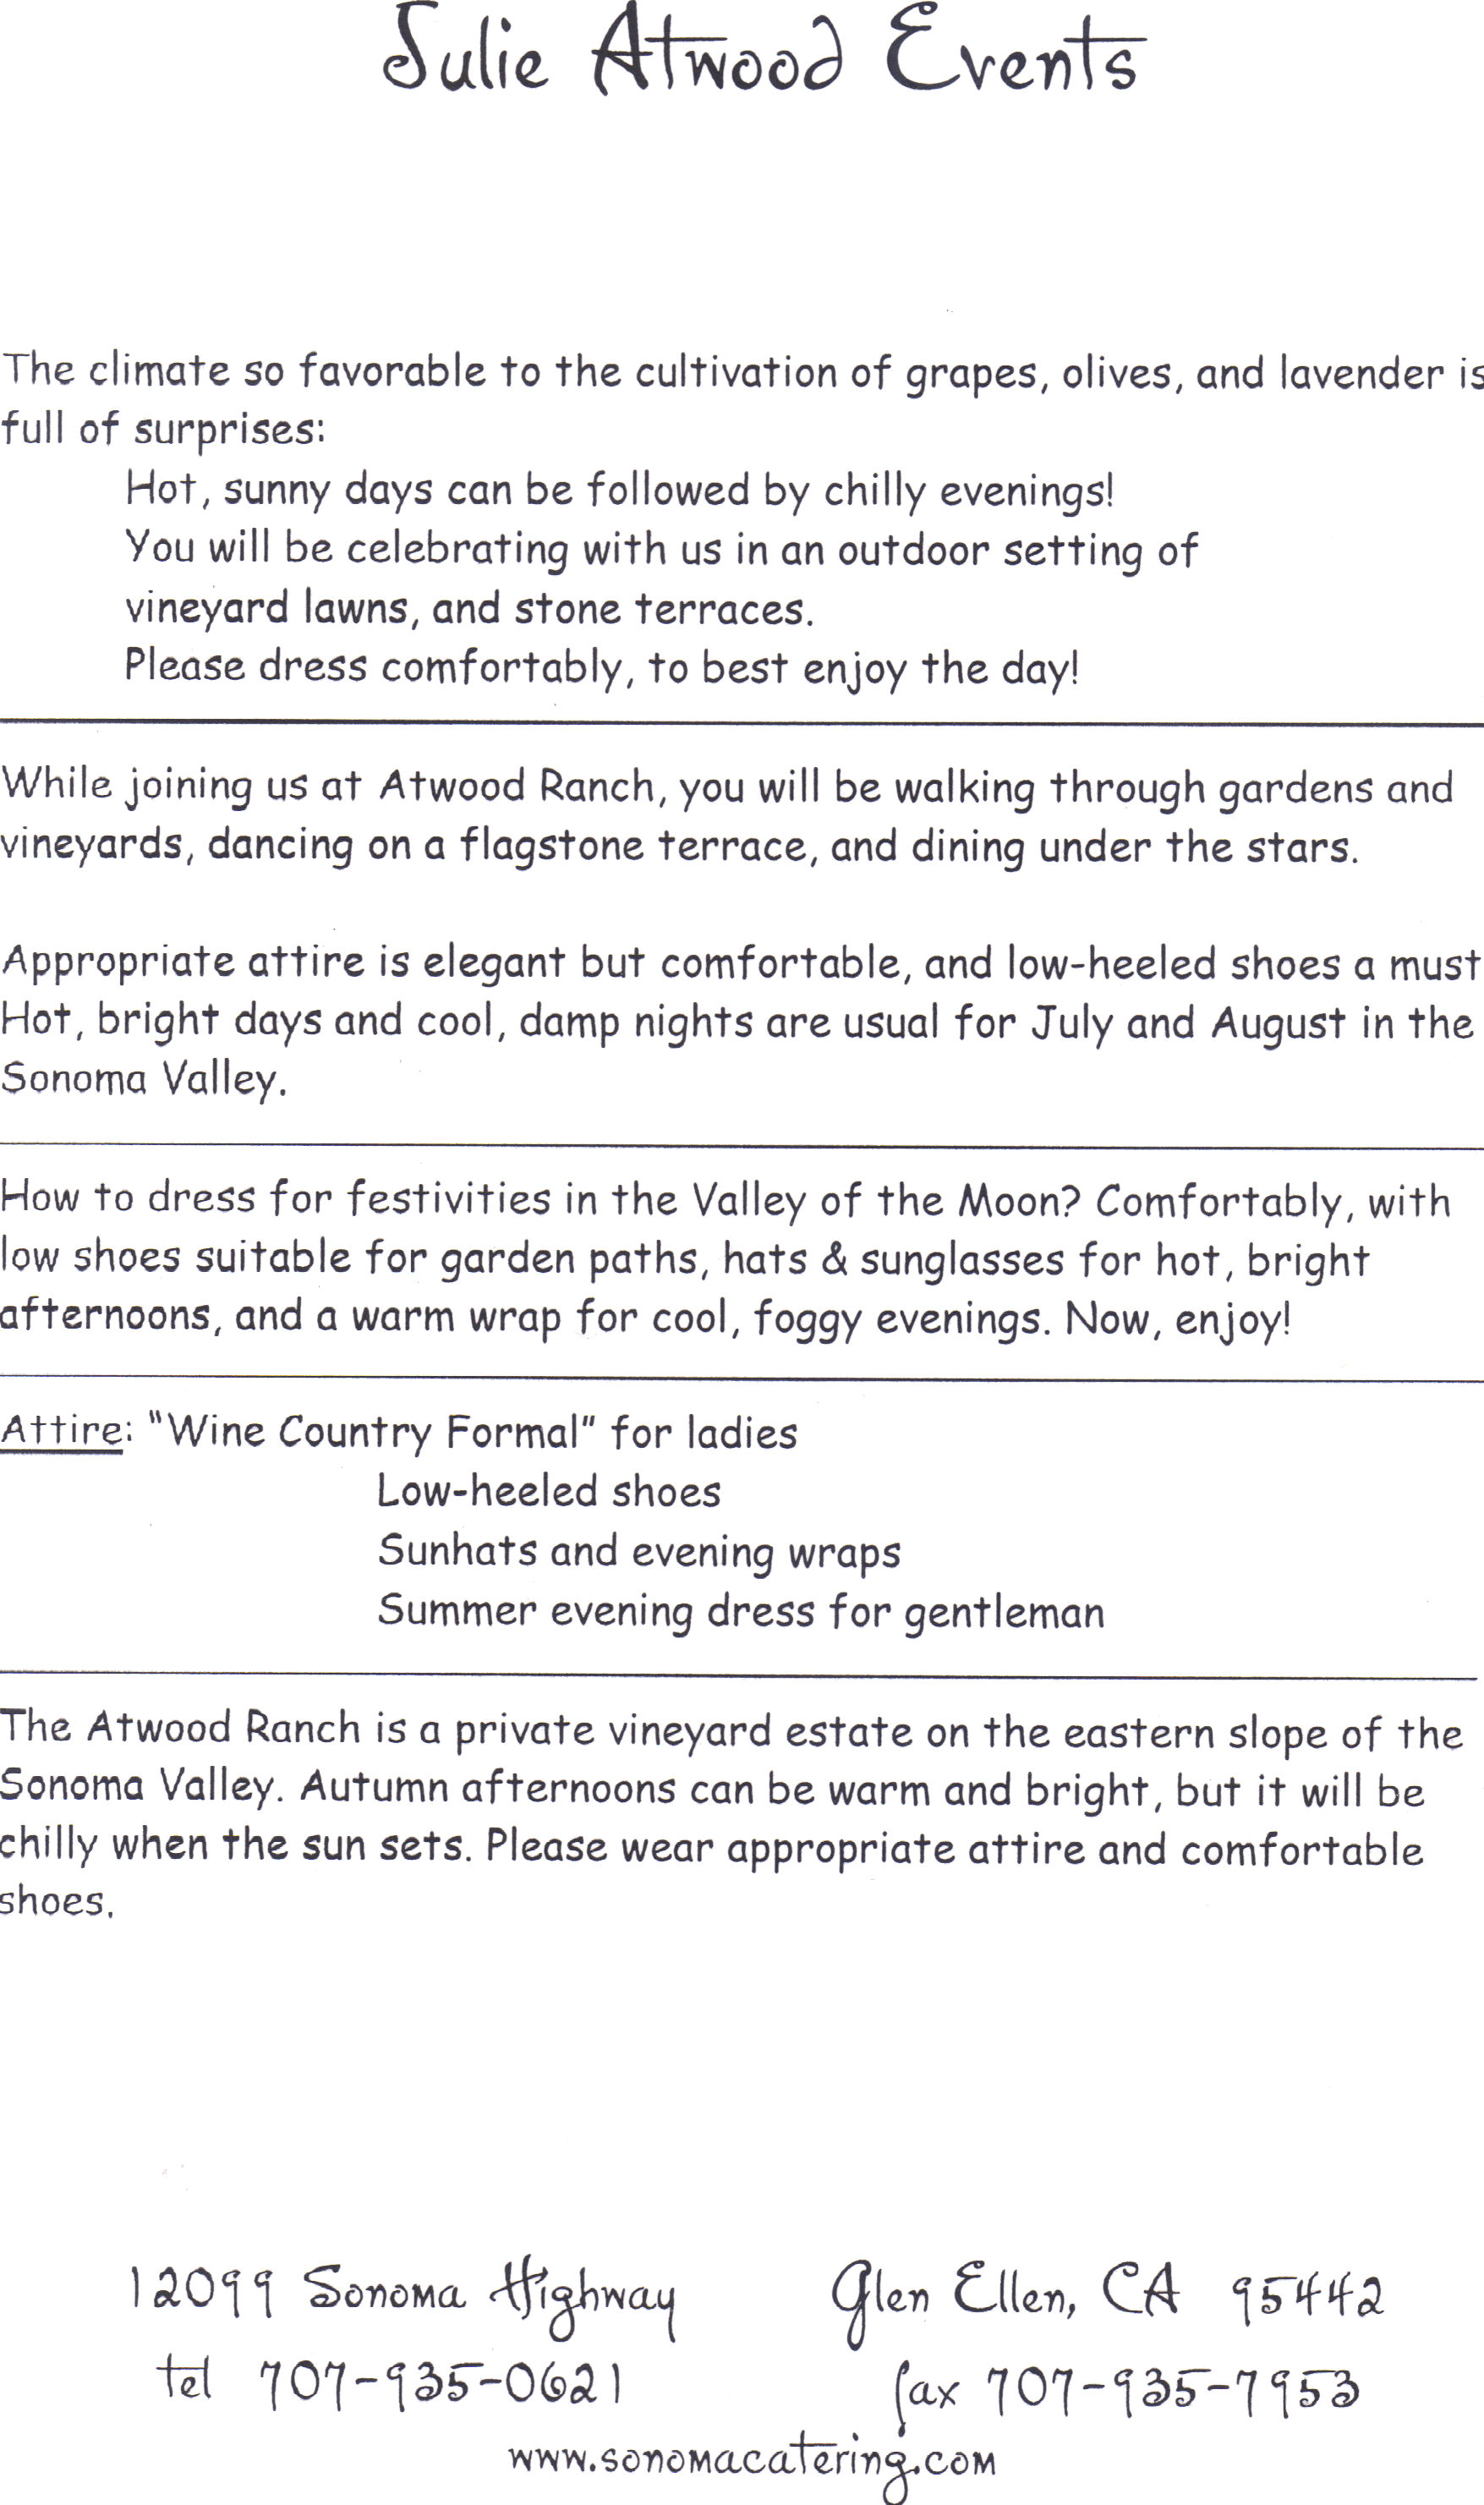 Julie Atwood Events
The climate so favorable to the cultivation of grapes, olives, and lavender is
full of surprises:
Hot, sunny days can be followed by chilly evenings!
You will be celebrating with us in an outdoor setting of
vineyard lawns, and stone terraces.
Please dress comfortably, to best enjoy the day!
While joining us at Atwood Ranch, you will be walking through gardens and
vineyards, dancing on a flagstone terrace, and dining under the stars.
Appropriate attire is elegant but comfortable, and low-heeled shoes a must
Hot, bright days and cool, damp nights are usual for July and August in the
Sonoma Valley.
How to dress for festivities in the Valley of the Moon? Comfortably, with
low shoes suitable for garden paths, hats & sunglasses for hot, bright
afternoons, and a warm wrap for cool, foggy evenings. Now, enjoy!
Attire: "Wine Country Formal" for ladies
Low-heeled shoes
Sunhats and evening wraps
Summer evening dress for gentleman
The Atwood Ranch is a private vineyard estate on the eastern slope of the
Sonoma Valley. Autumn afternoons can be warm and bright, but it will be
chilly when the sun sets. Please wear appropriate attire and comfortable
shoes.
12099 Sonoma Highway Glen Ellen, CA 95442
tel 707-935-0621 fax 707-935-7953
www.sonomacatering.com